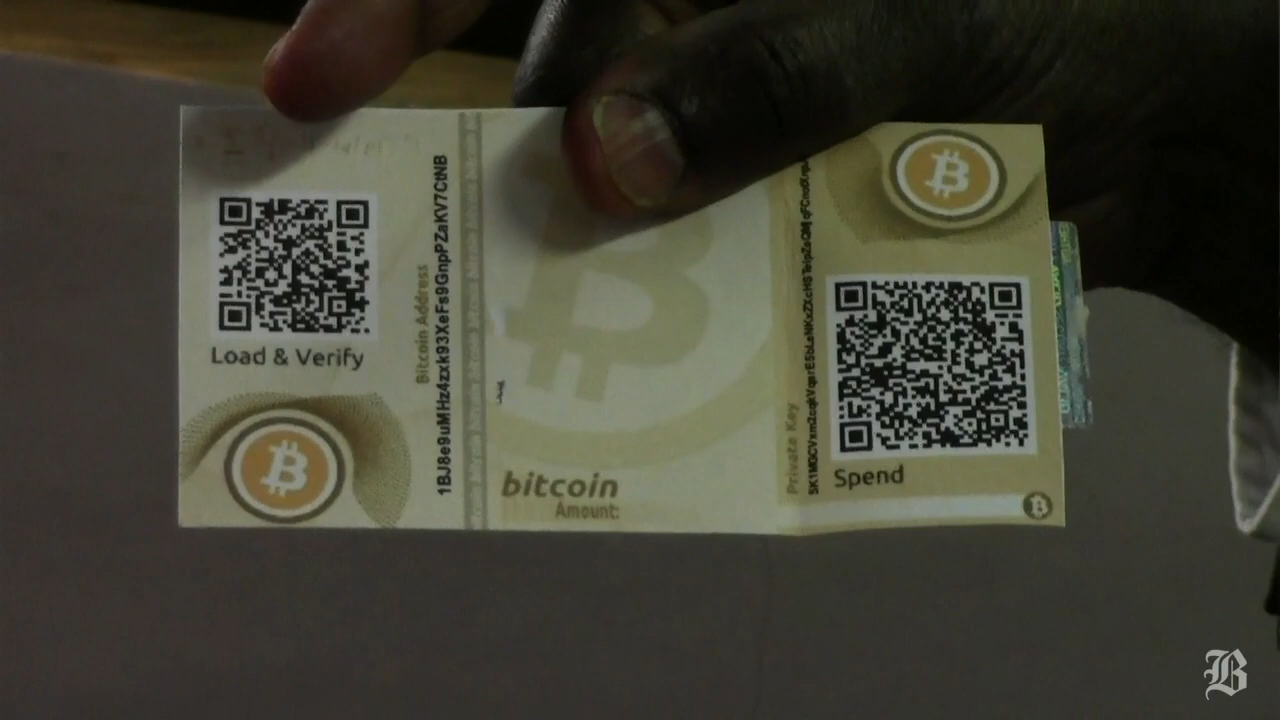 Load & Verify
Bitcoin Address
1BJ8e9uMHz4zxk93XeFs9GnpPZaKV7CtNB
bitcoin
Amount:
Private Key
Spend
B